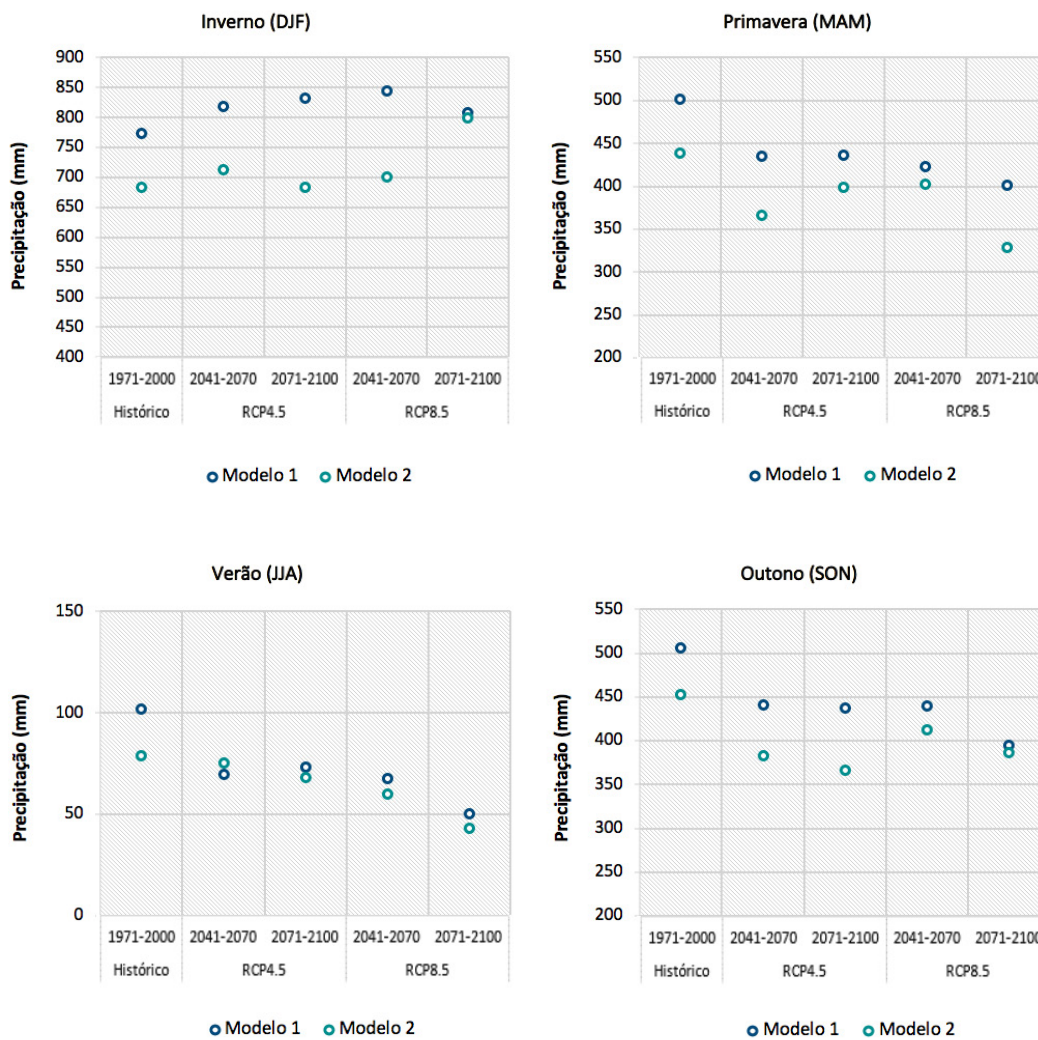 Inverno (DJF)
Precipitação (mm)
900
850
800
750
700
650
600
550
500
450
400
1971-2000 2041-2070 2071-2100 2041-2070 2071-2100
Histórico RCP4.5 RCP8.5
Modelo 1 Modelo 2
Primavera (MAM)
Precipitação (mm)
550
500
450
400
350
300
250
200
1971-2000 2041-2070 2071-2100 2041-2070 2071-2100
Histórico RCP4.5 RCP8.5
Modelo 1 Modelo 2
Verão (JJA)
Precipitação (mm)
150
100
50
0
1971-2000 2041-2070 2071-2100 2041-2070 2071-2100
Histórico RCP4.5 RCP8.5
Modelo 1 Modelo 2
Outono (SON)
Precipitação (mm)
550
500
450
400
350
300
250
200
1971-2000 2041-2070 2071-2100 2041-2070 2071-2100
Histórico RCP4.5 RCP8.5
Modelo 1 Modelo 2